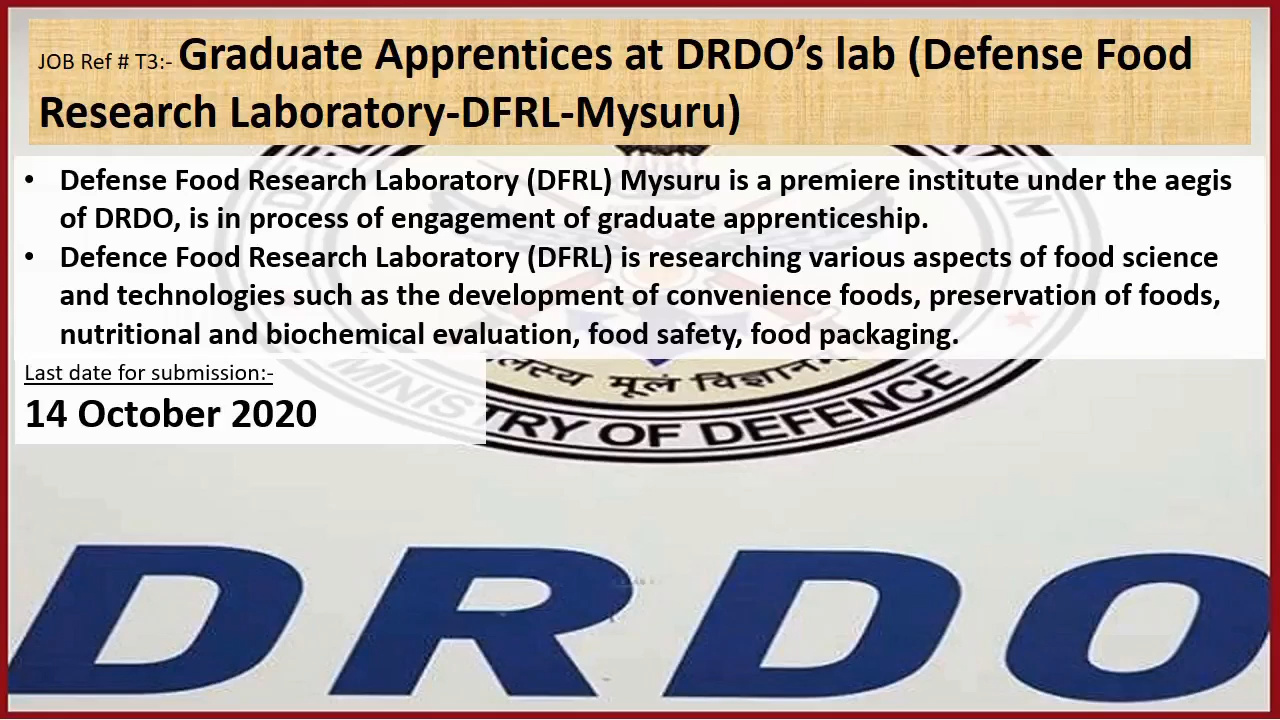 JOB Ref # T3:- Graduate Apprentices at DRDO’s lab (Defense Food
Research Laboratory-DFRL-Mysuru)
• Defense Food Research Laboratory (DFRL) Mysuru is a premiere institute under the aegis
of DRDO, is in process of engagement of graduate apprenticeship.
• Defence Food Research Laboratory (DFRL) is researching various aspects of food science
and technologies such as the development of convenience foods, preservation of foods,
nutritional and biochemical evaluation, food safety, food packaging.
Last date for submission:-
14 October 2020
मूलं विज्ञान
MINISTRY OF DEFENCE
DRDO